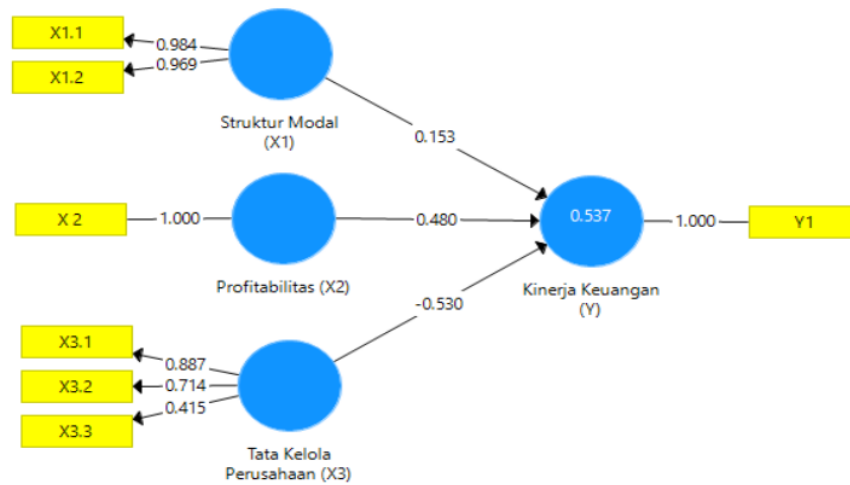 X1.1
0.984
X1.2
0.969
Struktur Modal
(X1)
0.153
X 2
1.000
0.480
0.537
1.000
Y1
Profitabilitas (X2)
Kinerja Keuangan
(Y)
-0.530
X3.1
0.887
X3.2
0.714
X3.3
0.415
Tata Kelola
Perusahaan (X3)